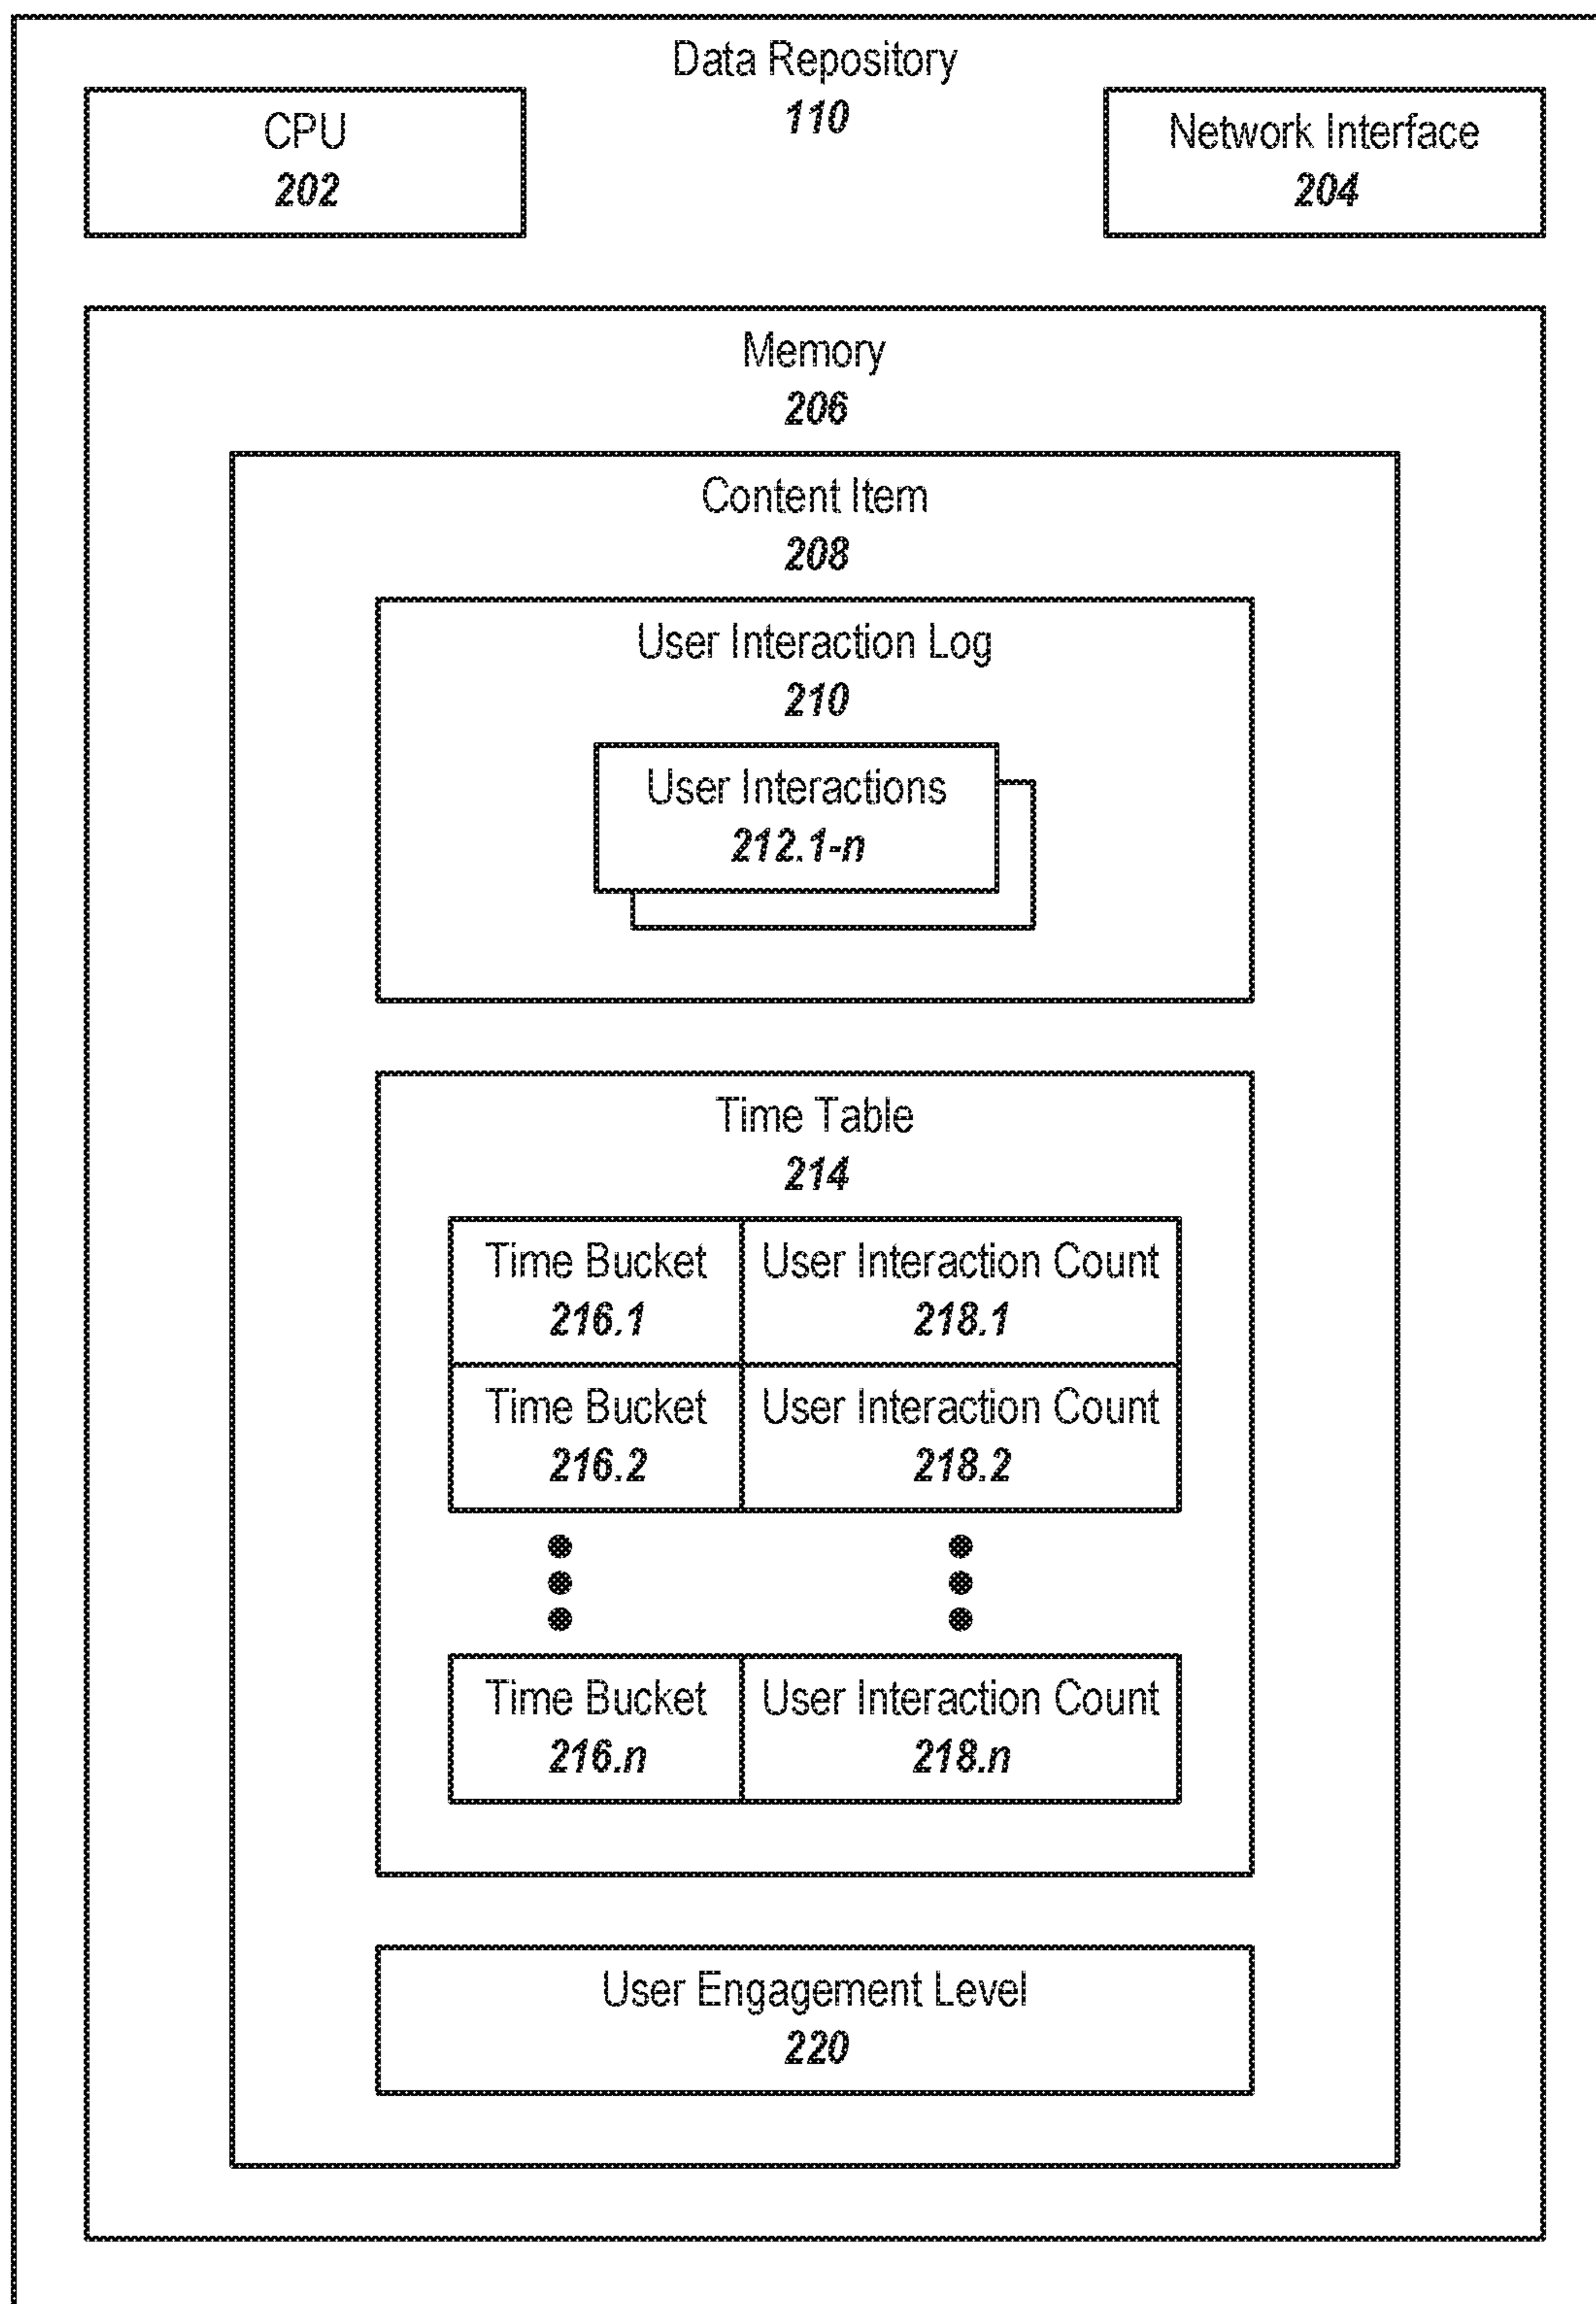 Data Repository
110
CPU
202
Network Interface
204
Memory
206
Content Item
208
User Interaction Log
210
User Interactions
212.1-n
Time Table
214
Time Bucket
216.1
User Interaction Count
218.1
Time Bucket
216.2
User Interaction Count
218.2
Time Bucket
216.n
User Interaction Count
218.n
User Engagement Level
220